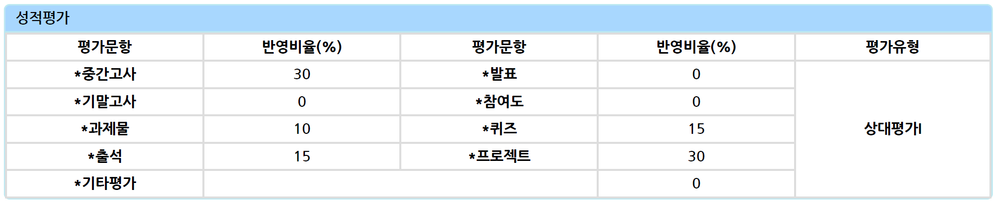 성적평가
평가문항 반영비율(%) 평가문항 반영비율(%) 평가유형
*중간고사 30 *발표 0
*기말고사 0 *참여도 0
*과제물 10 *퀴즈 15 상대평가I
*출석 15 *프로젝트 30
*기타평가 0